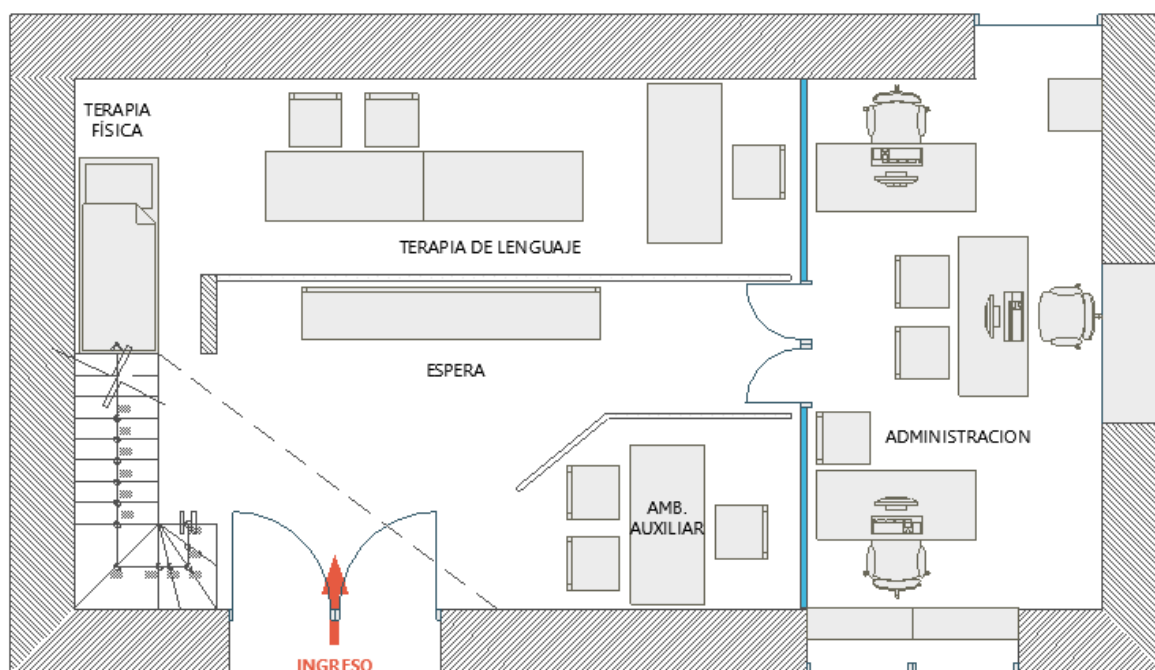 TERAPIA
FÍSICA
TERAPIA DE LENGUAJE
ESPERA
ADMINISTRACION
AMB.
AUXILIAR
INGRESO